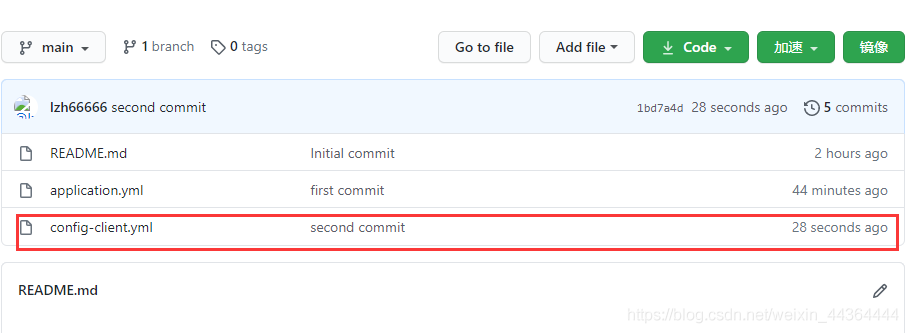 main 1 branch 0 tags Go to file Add file Code 加速 镜像
lzh66666 second commit 1bd7a4d 28 seconds ago 5 commits
README.md Initial commit 2 hours ago
application.yml first commit 44 minutes ago
config-client.yml second commit 28 seconds ago
README.md
https://blog.csdn.net/weixin_44364444